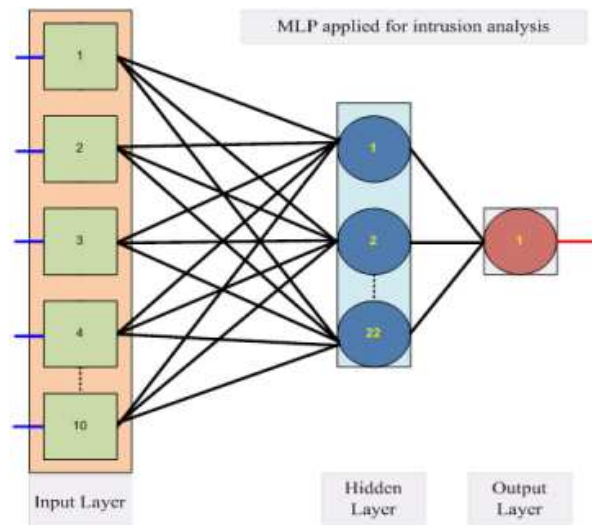 MLP applied for intrusion analysis
1
2
3
4
10
1
2
22
1
Input Layer
Hidden
Layer
Output
Layer